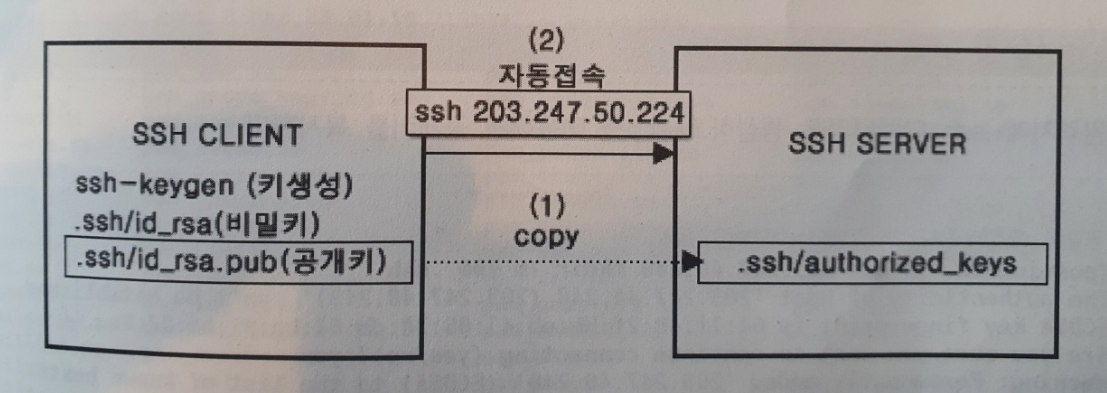 (2)
자동접속
ssh 203.247.50.224
SSH CLIENT
ssh-keygen (키생성)
.ssh/id_rsa(비밀키)
.ssh/id_rsa.pub(공개키)
(1)
copy
SSH SERVER
.ssh/authorized_keys